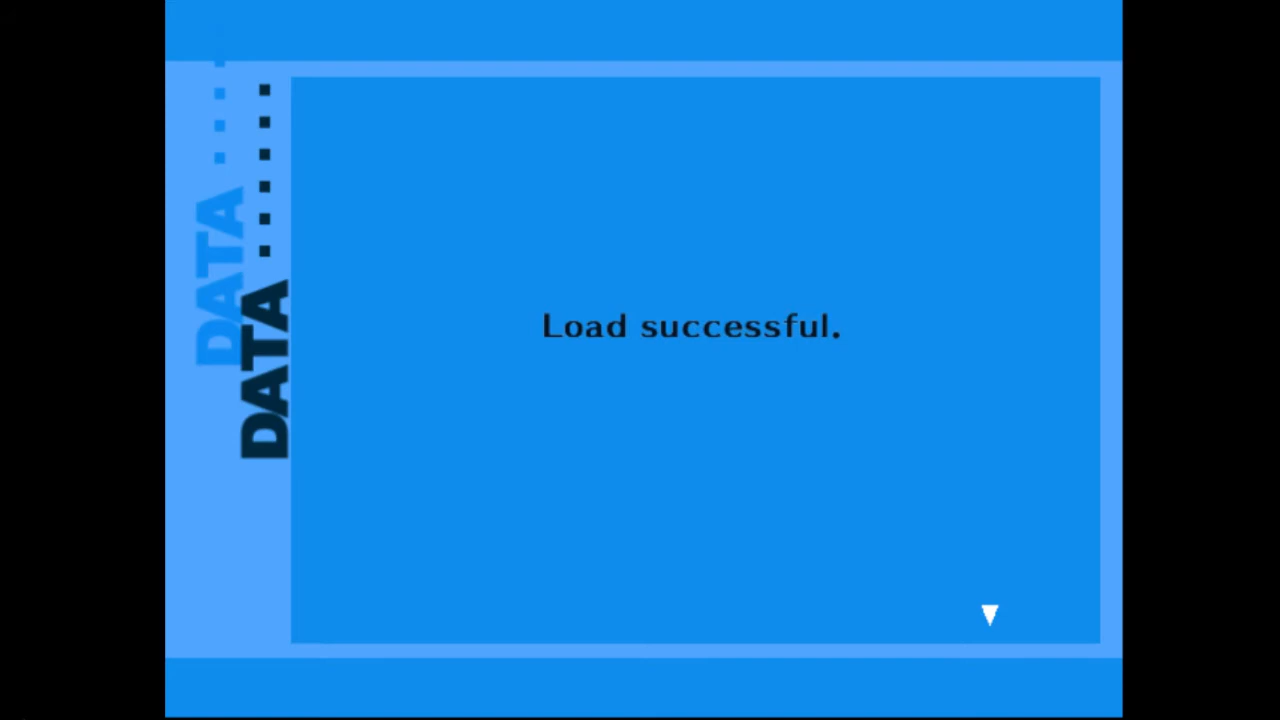 DATA ......
DATA ....
Load successful.